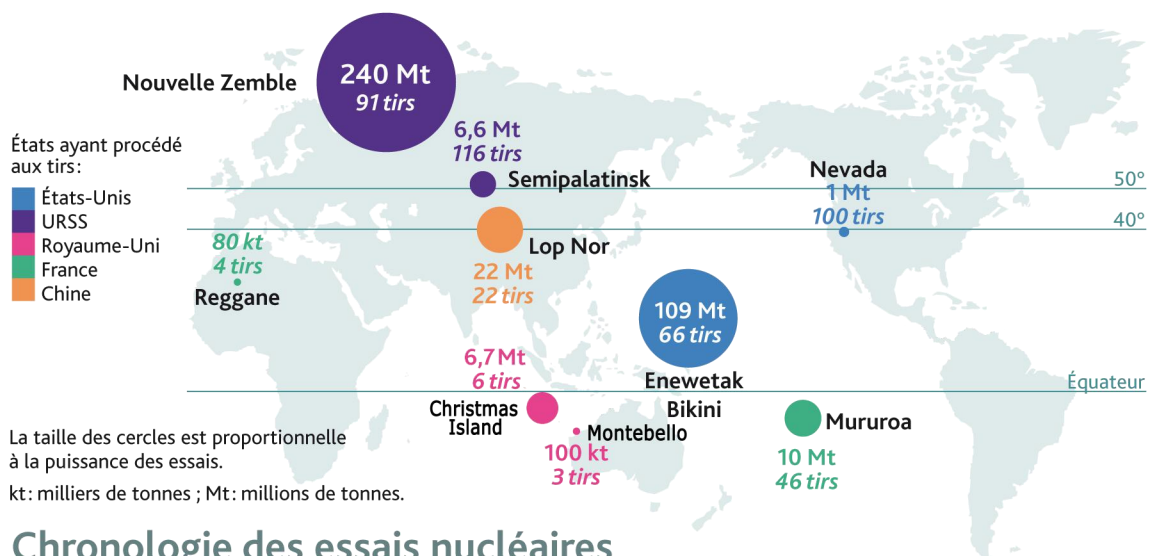 Nouvelle Zemble
240 Mt
91 tirs
6,6 Mt
116 tirs
Semipalatinsk
Nevada
1 Mt
100 tirs
50°
40°
États ayant procédé
aux tirs :
États-Unis
URSS
Royaume-Uni
France
Chine
80 kt
4 tirs
Reggane
Lop Nor
22 Mt
22 tirs
109 Mt
66 tirs
Enewetak
Bikini
Équateur
6,7 Mt
6 tirs
Christmas
Island
Montebello
100 kt
3 tirs
Mururoa
10 Mt
46 tirs
La taille des cercles est proportionnelle
à la puissance des essais.
kt : milliers de tonnes ; Mt : millions de tonnes.
Chronologie des essais nucléaires